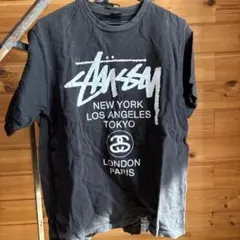 STÜSSY
NEW YORK
LOS ANGELES
TOKYO
LONDON
PARIS